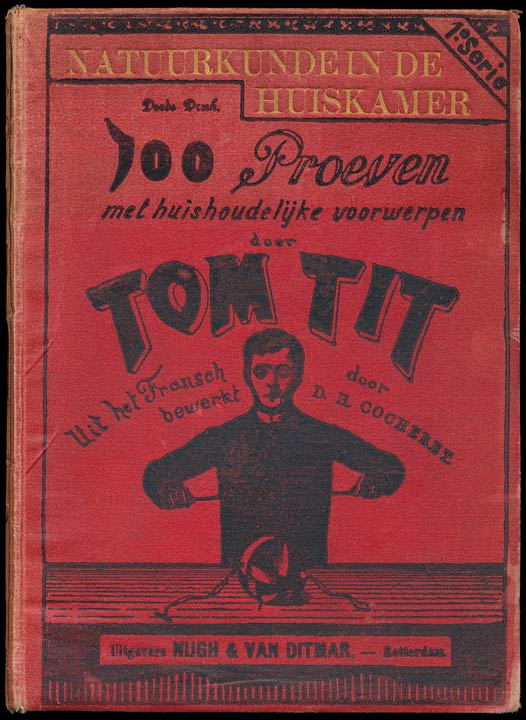 1e Serie
NATUURKUNDE IN DE
HUISKAMER
Derde Druk.
100 Proeven
met huishoudelijke voorwerpen
door
TOM TIT
Uit het Fransch
bewerkt
door
D. H. COCHERET
Uitgevers NIJGH & VAN DITMAR. — Rotterdam.